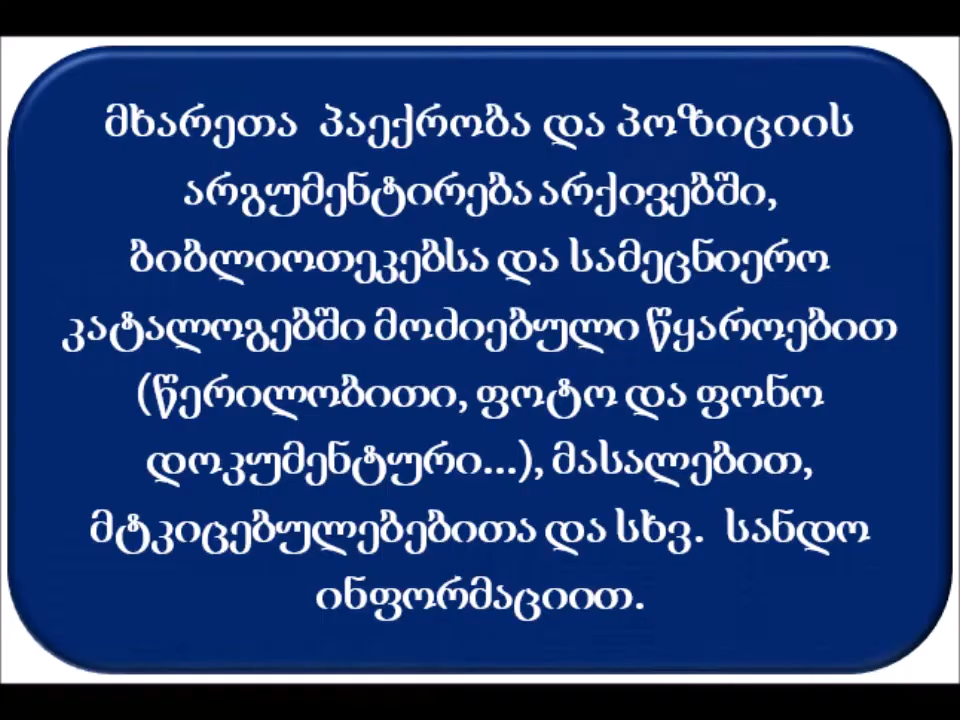 მხარეთა პაექრობა და პოზიციის
არგუმენტირება არქივებში,
ბიბლიოთეკებსა და სამეცნიერო
კატალოგებში მოძიებული წყაროებით
(წერილობითი, ფოტო და ფონო
დოკუმენტური...), მასალებით,
მტკიცებულებებებითა და სხვ. სანდო
ინფორმაციით.